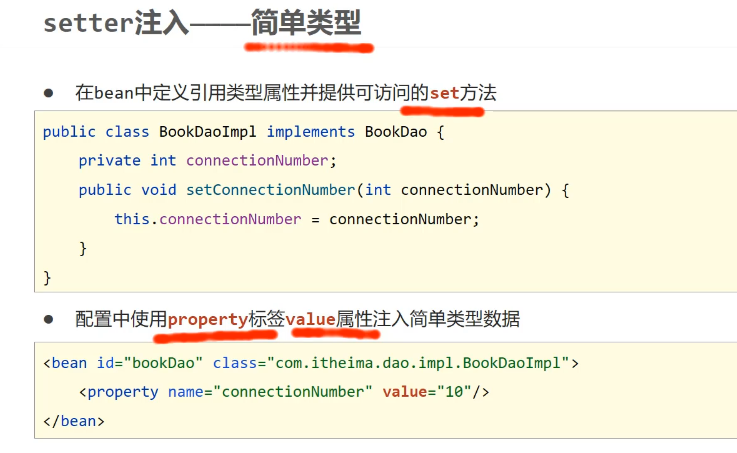 setter注入——简单类型
● 在bean中定义引用类型属性并提供可访问的set方法
public class BookDaoImpl implements BookDao {
    private int connectionNumber;
    public void setConnectionNumber(int connectionNumber) {
        this.connectionNumber = connectionNumber;
    }
}
● 配置中使用property标签value属性注入简单类型数据
<bean id="bookDao" class="com.itheima.dao.impl.BookDaoImpl">
    <property name="connectionNumber" value="10"/>
</bean>